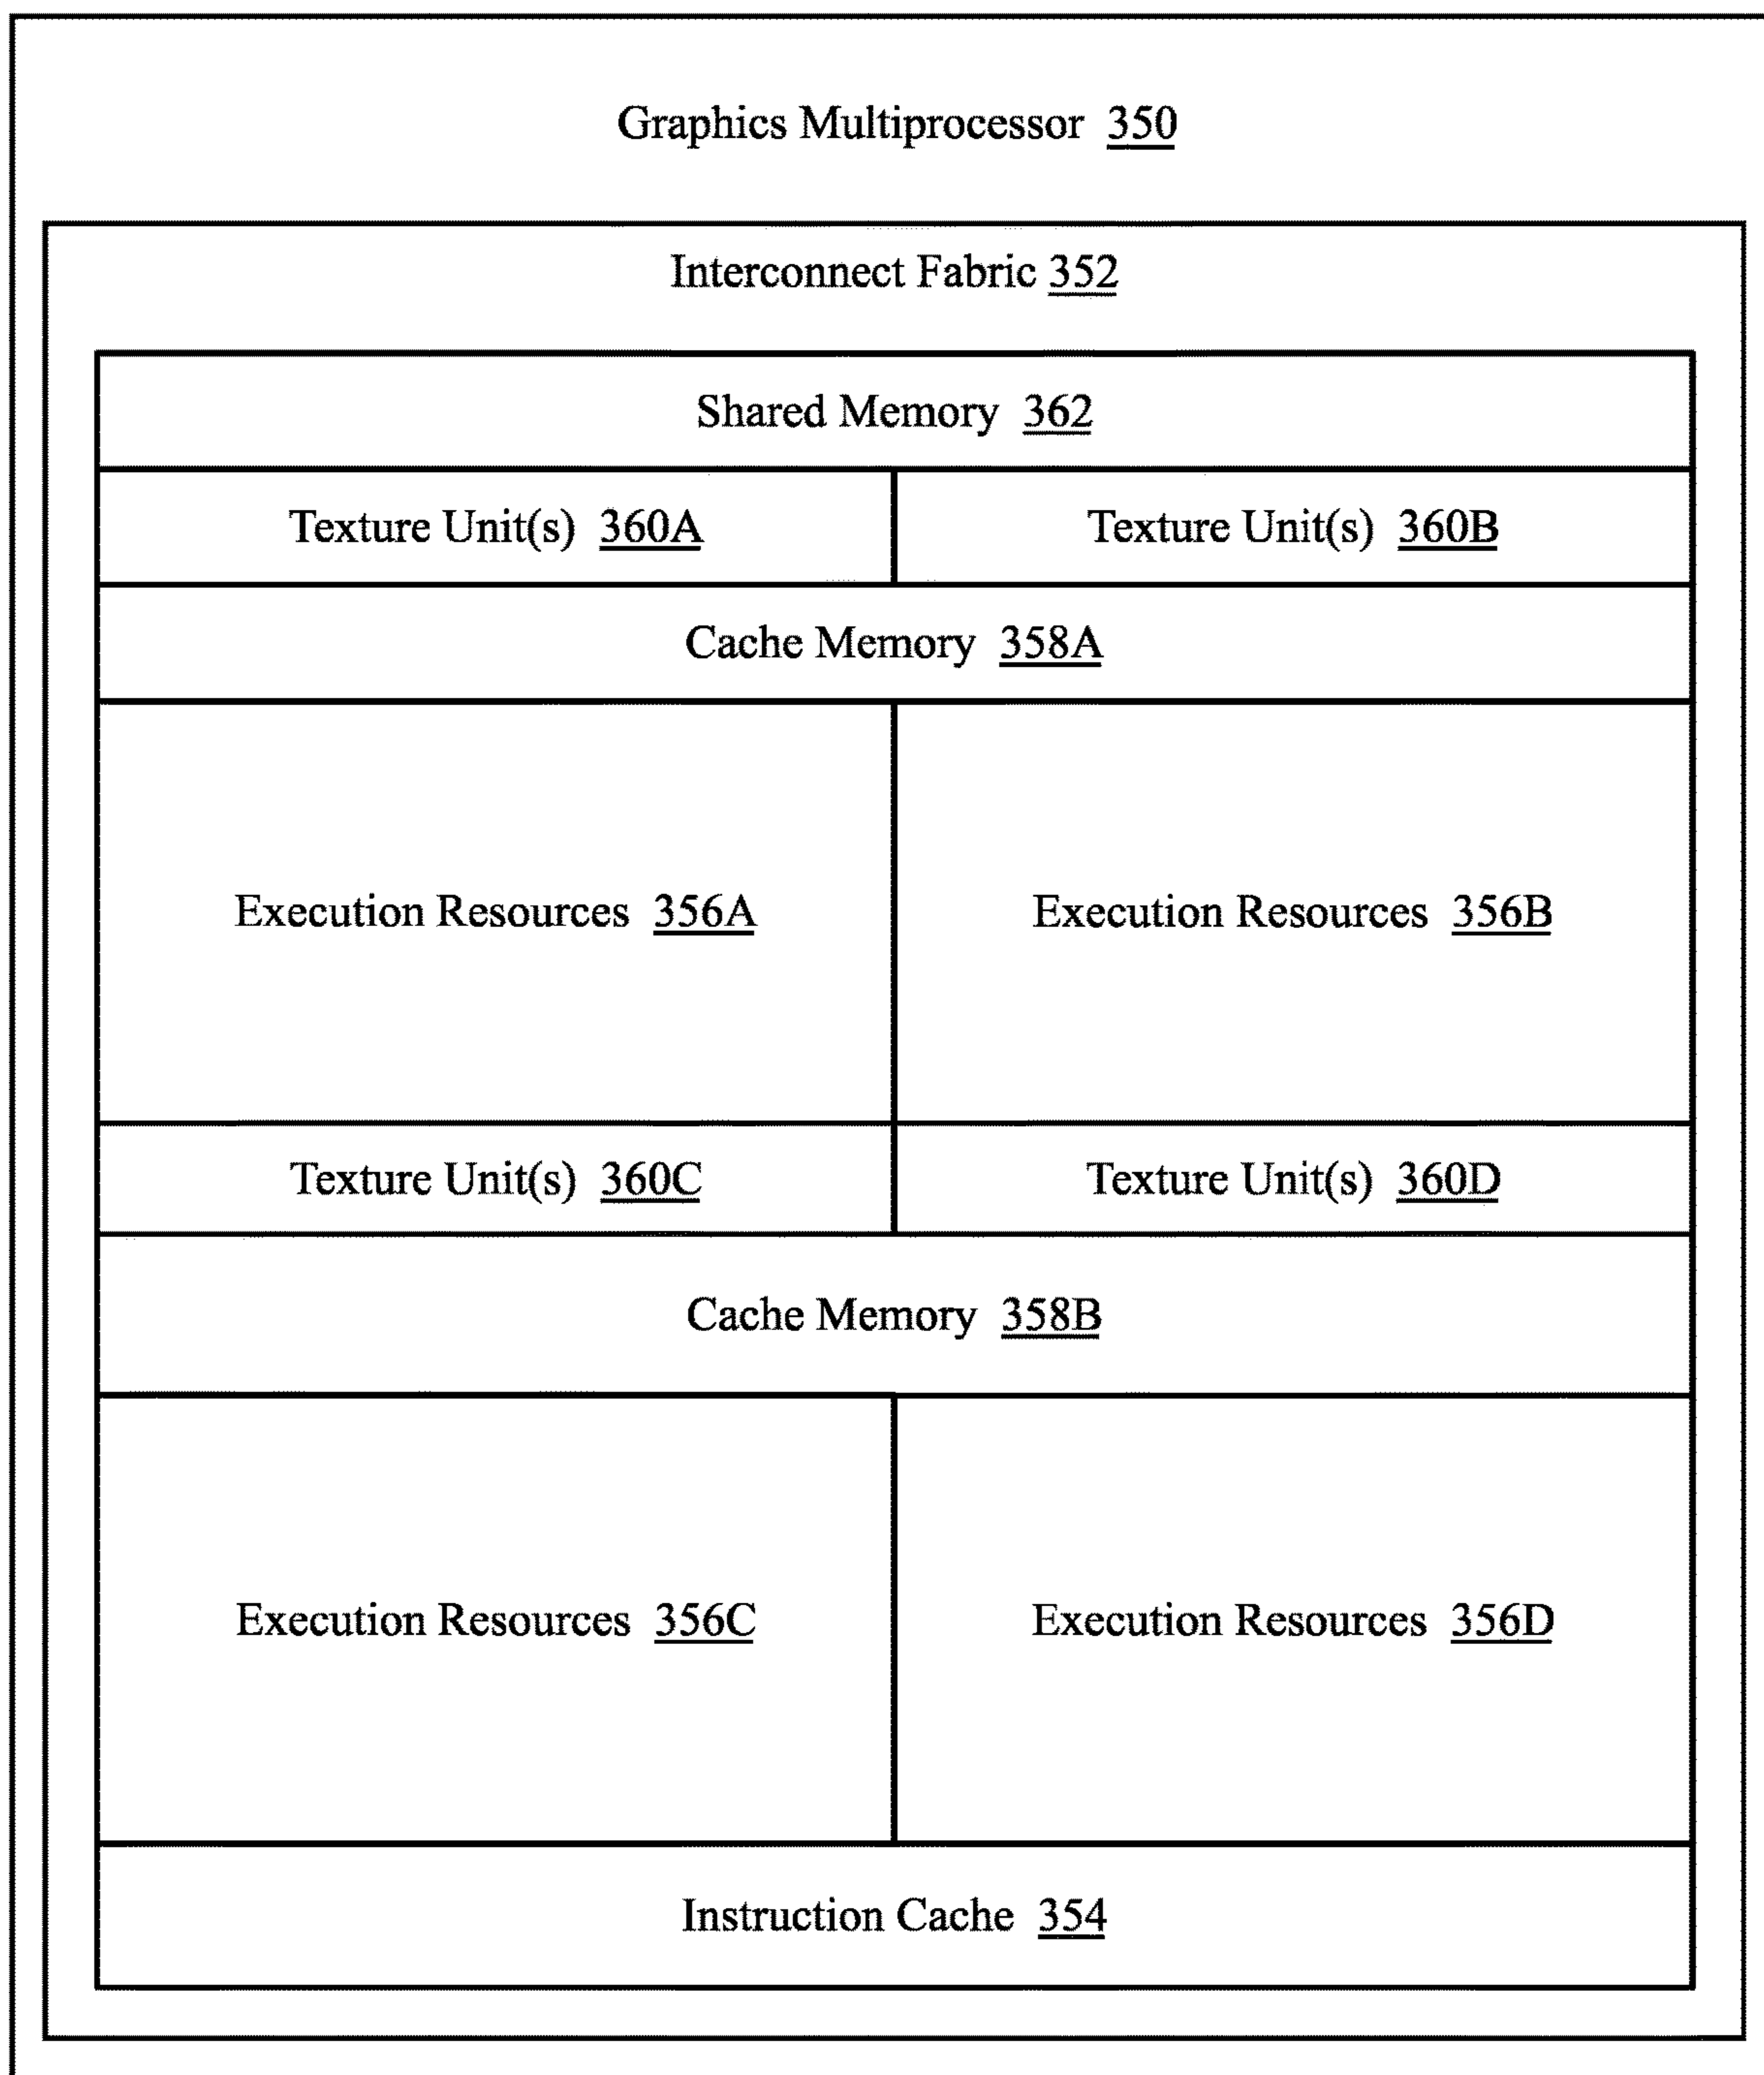 Graphics Multiprocessor 350
Interconnect Fabric 352
Shared Memory 362
Texture Unit(s) 360A
Texture Unit(s) 360B
Cache Memory 358A
Execution Resources 356A
Execution Resources 356B
Texture Unit(s) 360C
Texture Unit(s) 360D
Cache Memory 358B
Execution Resources 356C
Execution Resources 356D
Instruction Cache 354